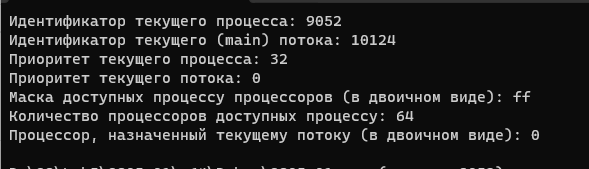 Идентификатор текущего процесса: 9052
Идентификатор текущего (main) потока: 10124
Приоритет текущего процесса: 32
Приоритет текущего потока: 0
Маска доступных процессу процессоров (в двоичном виде): ff
Количество процессоров доступных процессу: 64
Процессор, назначенный текущему потоку (в двоичном виде): 0